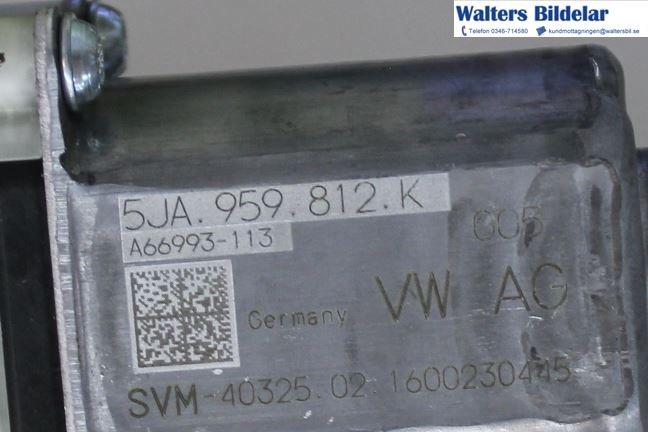 Walters Bildelar
Telefon 0346-714580 kundmottagningen@waltersbil.se
5JA.959.812.K
A66993-113
005
Germany VW AG
SVM-40325.02 1600230445